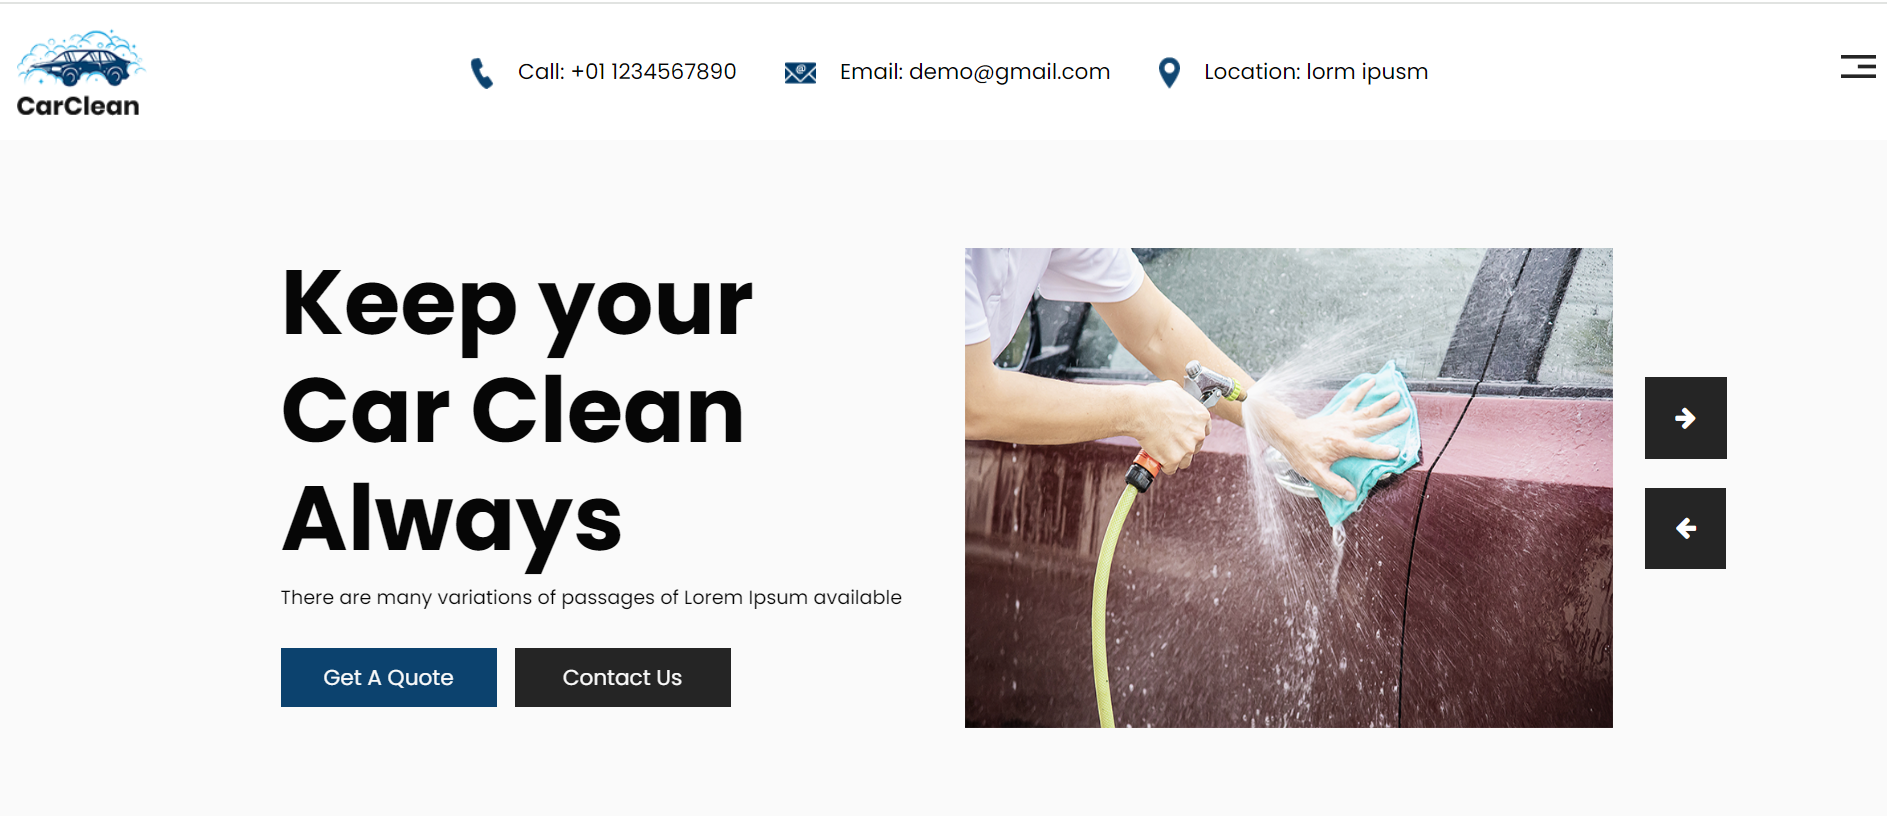 CarClean
Call: +01 1234567890
Email: demo@gmail.com
Location: lorm ipusm
Keep your
Car Clean
Always
There are many variations of passages of Lorem Ipsum available
Get A Quote
Contact Us